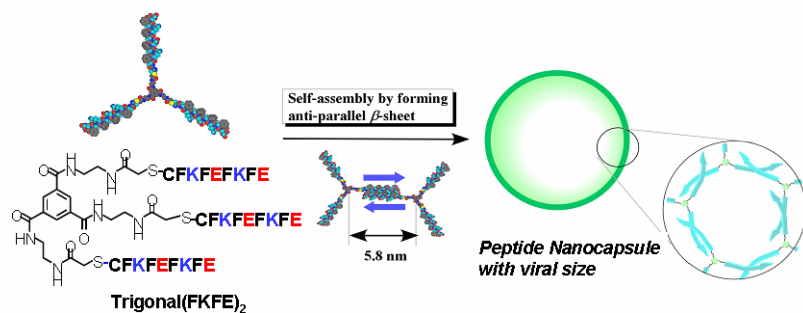 Self-assembly by forming
anti-parallel β-sheet
5.8 nm
H
N
O
O
N
H
S-CFKFEFKFE
O
H
N
O
N
H
S-CFKFEFKFE
O
HN
O
N
H
S-CFKFEFKFE
Trigonal(FKFE)2
Peptide Nanocapsule
with viral size